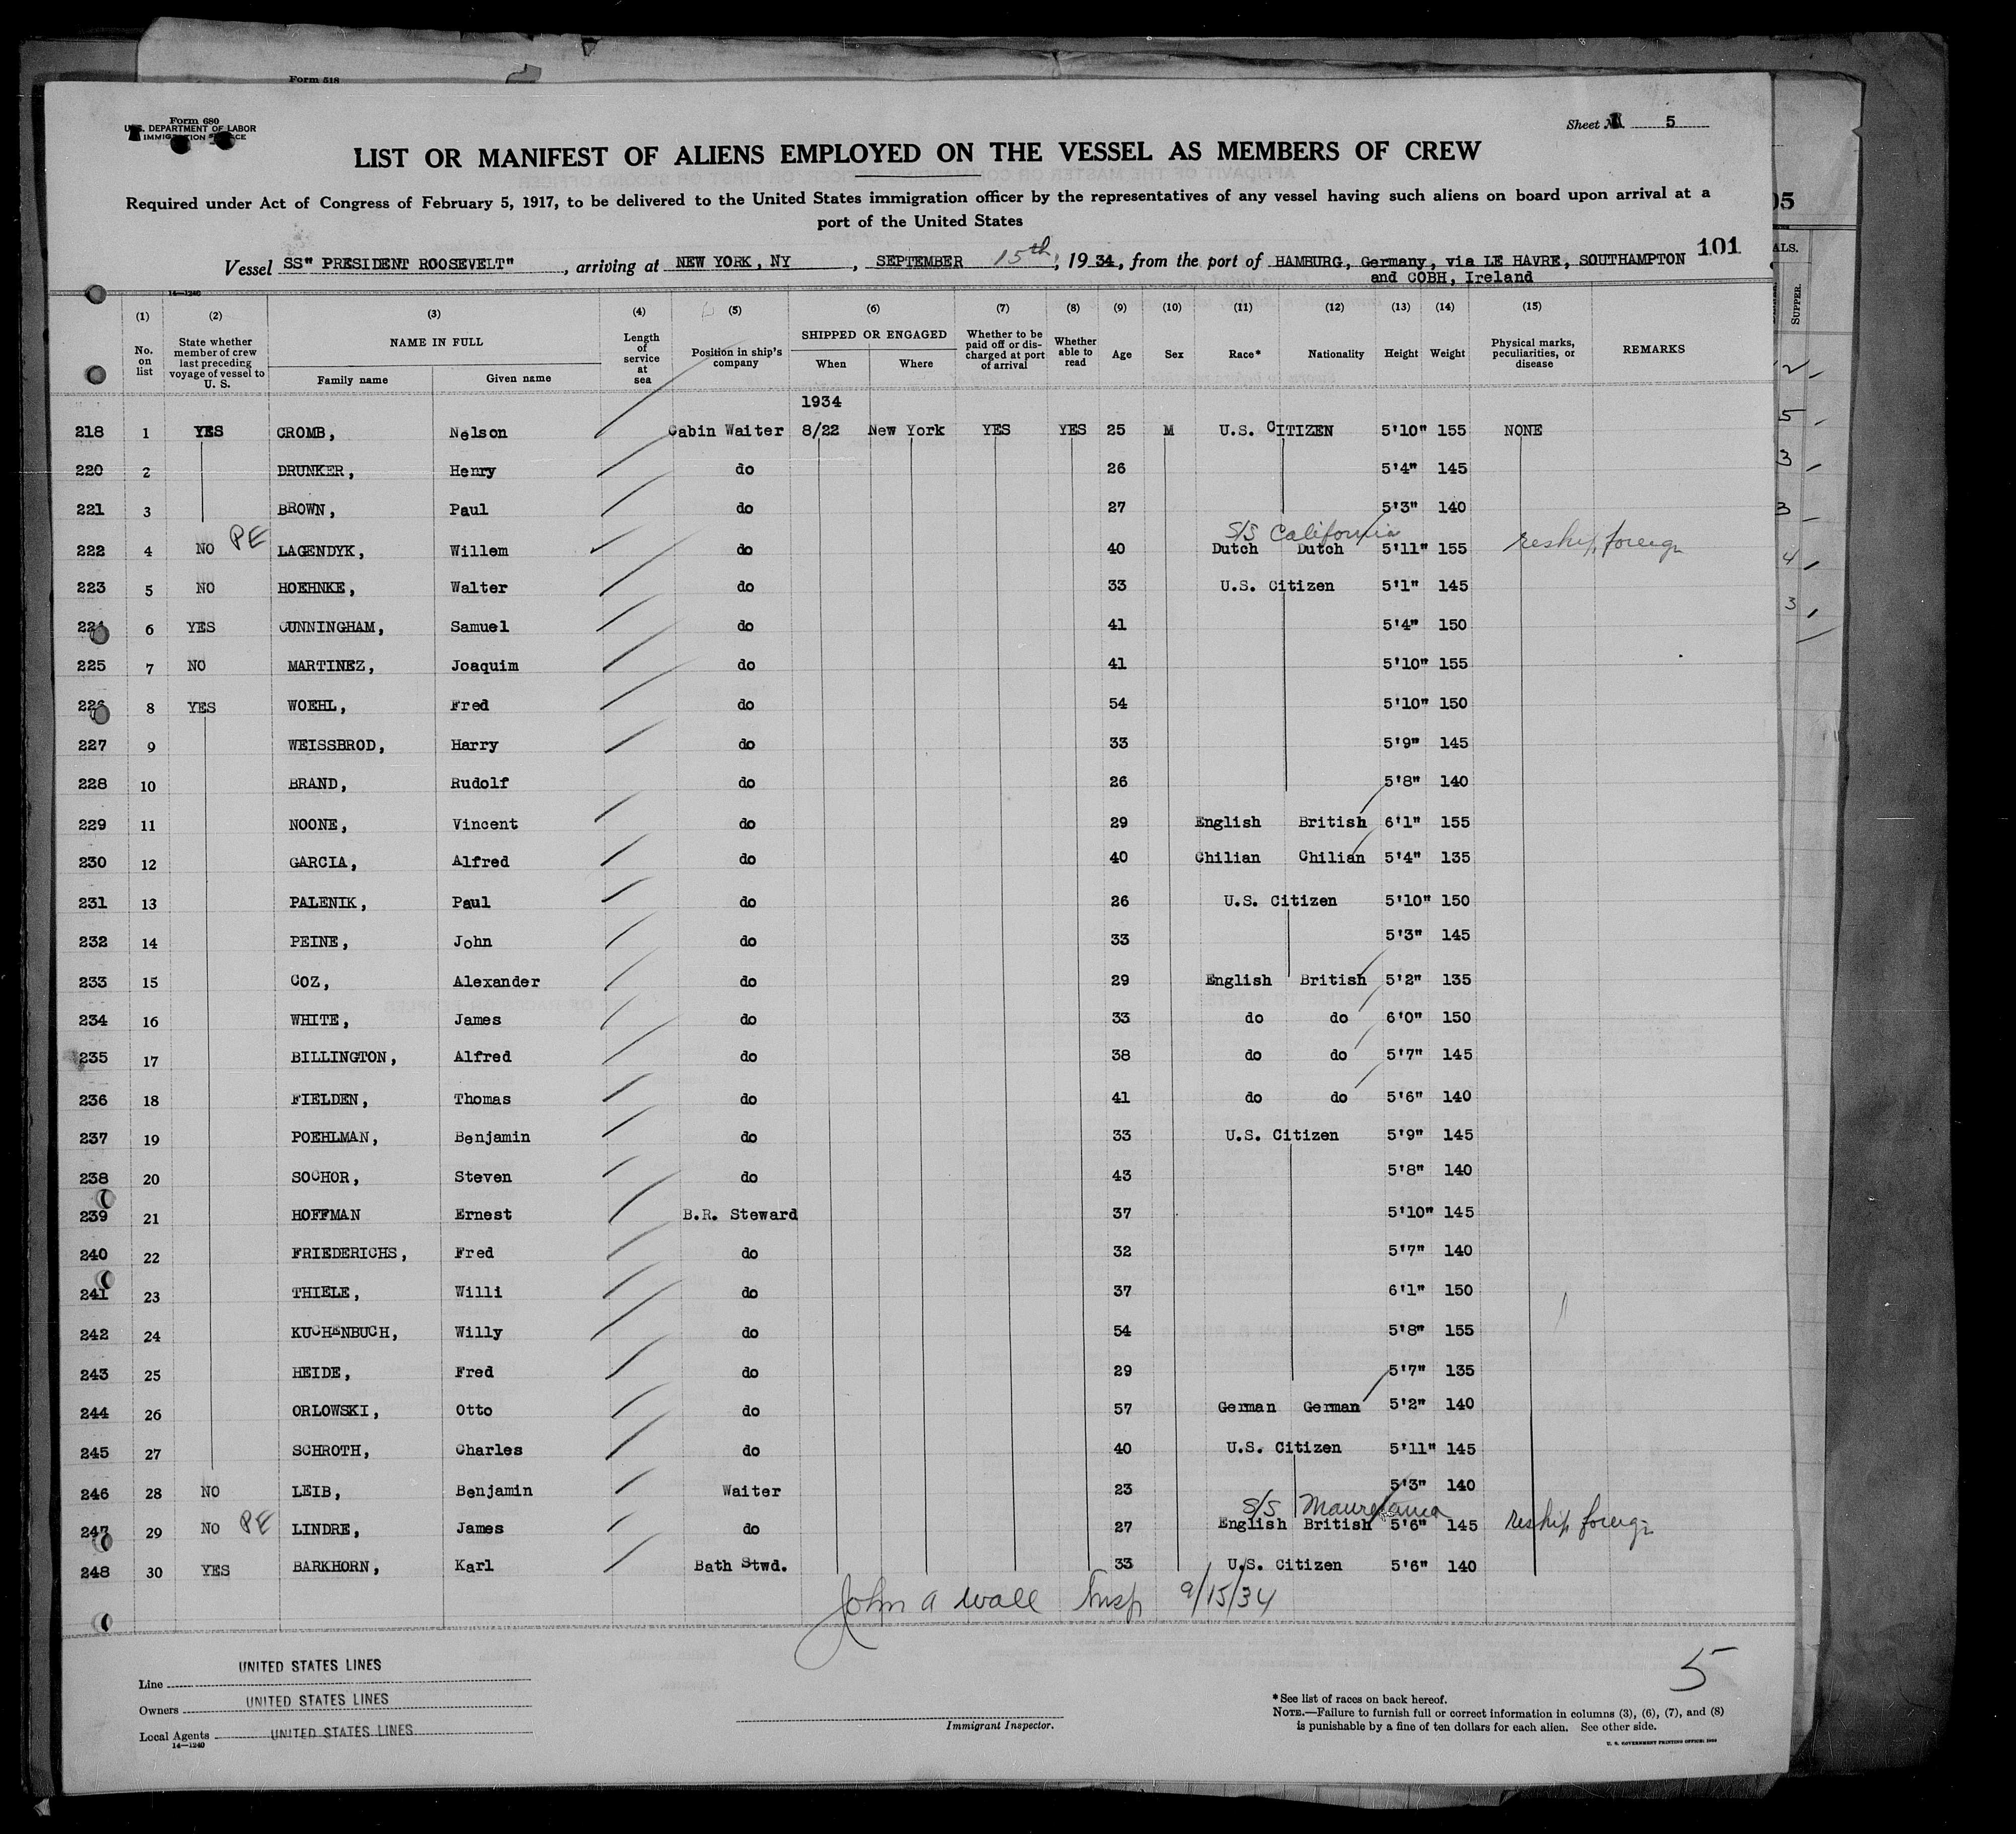 Form 518
Form 680
U.S. DEPARTMENT OF LABOR
Sheet No. 5
LIST OR MANIFEST OF ALIENS EMPLOYED ON THE VESSEL AS MEMBERS OF CREW
Required under Act of Congress of February 5, 1917, to be delivered to the United States immigration officer by the representatives of any vessel having such aliens on board upon arrival at a
port of the United States
101
Vessel SS" PRESIDENT ROOSEVELT" , arriving at NEW YORK, NY , SEPTEMBER 15th, 1934, from the port of HAMBURG, Germany, via LE HAVRE, SOUTHAMPTON
and COBH, Ireland
14—1240
(1) (2) (3) (4) (5) (6) (7) (8) (9) (10) (11) (12) (13) (14) (15)
No. on list
State whether member of crew last preceding voyage of vessel to U. S.
NAME IN FULL
Family name Given name
Length of service at sea
Position in ship's company
SHIPPED OR ENGAGED
When Where
Whether to be paid off or discharged at port of arrival
Whether able to read
Age Sex Race* Nationality Height Weight
Physical marks, peculiarities, or disease
REMARKS
1934
218 1 YES CROMB, Nelson Cabin Waiter 8/22 New York YES YES 25 M U.S. CITIZEN 5'10" 155 NONE
220 2 DRUNKER, Henry do 26 5'4" 145
221 3 BROWN, Paul do 27 5'3" 140
S/S California
222 4 NO PE LAGENDYK, Willem do 40 Dutch Dutch 5'11" 155 reship foreign
223 5 NO HOEHNKE, Walter do 33 U.S. Citizen 5'1" 145
224 6 YES CUNNINGHAM, Samuel do 41 5'4" 150
225 7 NO MARTINEZ, Joaquim do 41 5'10" 155
226 8 YES WOEHL, Fred do 54 5'10" 150
227 9 WEISSBROD, Harry do 33 5'9" 145
228 10 BRAND, Rudolf do 26 5'8" 140
229 11 NOONE, Vincent do 29 English British 6'1" 155
230 12 GARCIA, Alfred do 40 Chilian Chilian 5'4" 135
231 13 PALENIK, Paul do 26 U.S. Citizen 5'10" 150
232 14 PEINE, John do 33 5'3" 145
233 15 COZ, Alexander do 29 English British 5'2" 135
234 16 WHITE, James do 33 do do 6'0" 150
235 17 BILLINGTON, Alfred do 38 do do 5'7" 145
236 18 FIELDEN, Thomas do 41 do do 5'6" 140
237 19 POEHLMAN, Benjamin do 33 U.S. Citizen 5'9" 145
238 20 SOCHOR, Steven do 43 5'8" 140
239 21 HOFFMAN Ernest B.R. Steward 37 5'10" 145
240 22 FRIEDERICHS, Fred do 32 5'7" 140
241 23 THIELE, Willi do 37 6'1" 150
242 24 KUCHENBUCH, Willy do 54 5'8" 155
243 25 HEIDE, Fred do 29 5'7" 135
244 26 ORLOWSKI, Otto do 57 German German 5'2" 140
245 27 SCHROTH, Charles do 40 U.S. Citizen 5'11" 145
246 28 NO LEIB, Benjamin Waiter 23 5'3" 140
S/S Mauretania
247 29 NO PE LINDRE, James do 27 English British 5'6" 145 reship foreign
248 30 YES BARKHORN, Karl Bath Stwd. 33 U.S. Citizen 5'6" 140
John A Wall Insp 9/15/34
Line UNITED STATES LINES
Owners UNITED STATES LINES
Local Agents UNITED STATES LINES
14—1240
Immigrant Inspector.
5
*See list of races on back hereof.
NOTE.—Failure to furnish full or correct information in columns (3), (6), (7), and (8)
is punishable by a fine of ten dollars for each alien. See other side.
SUPPER.